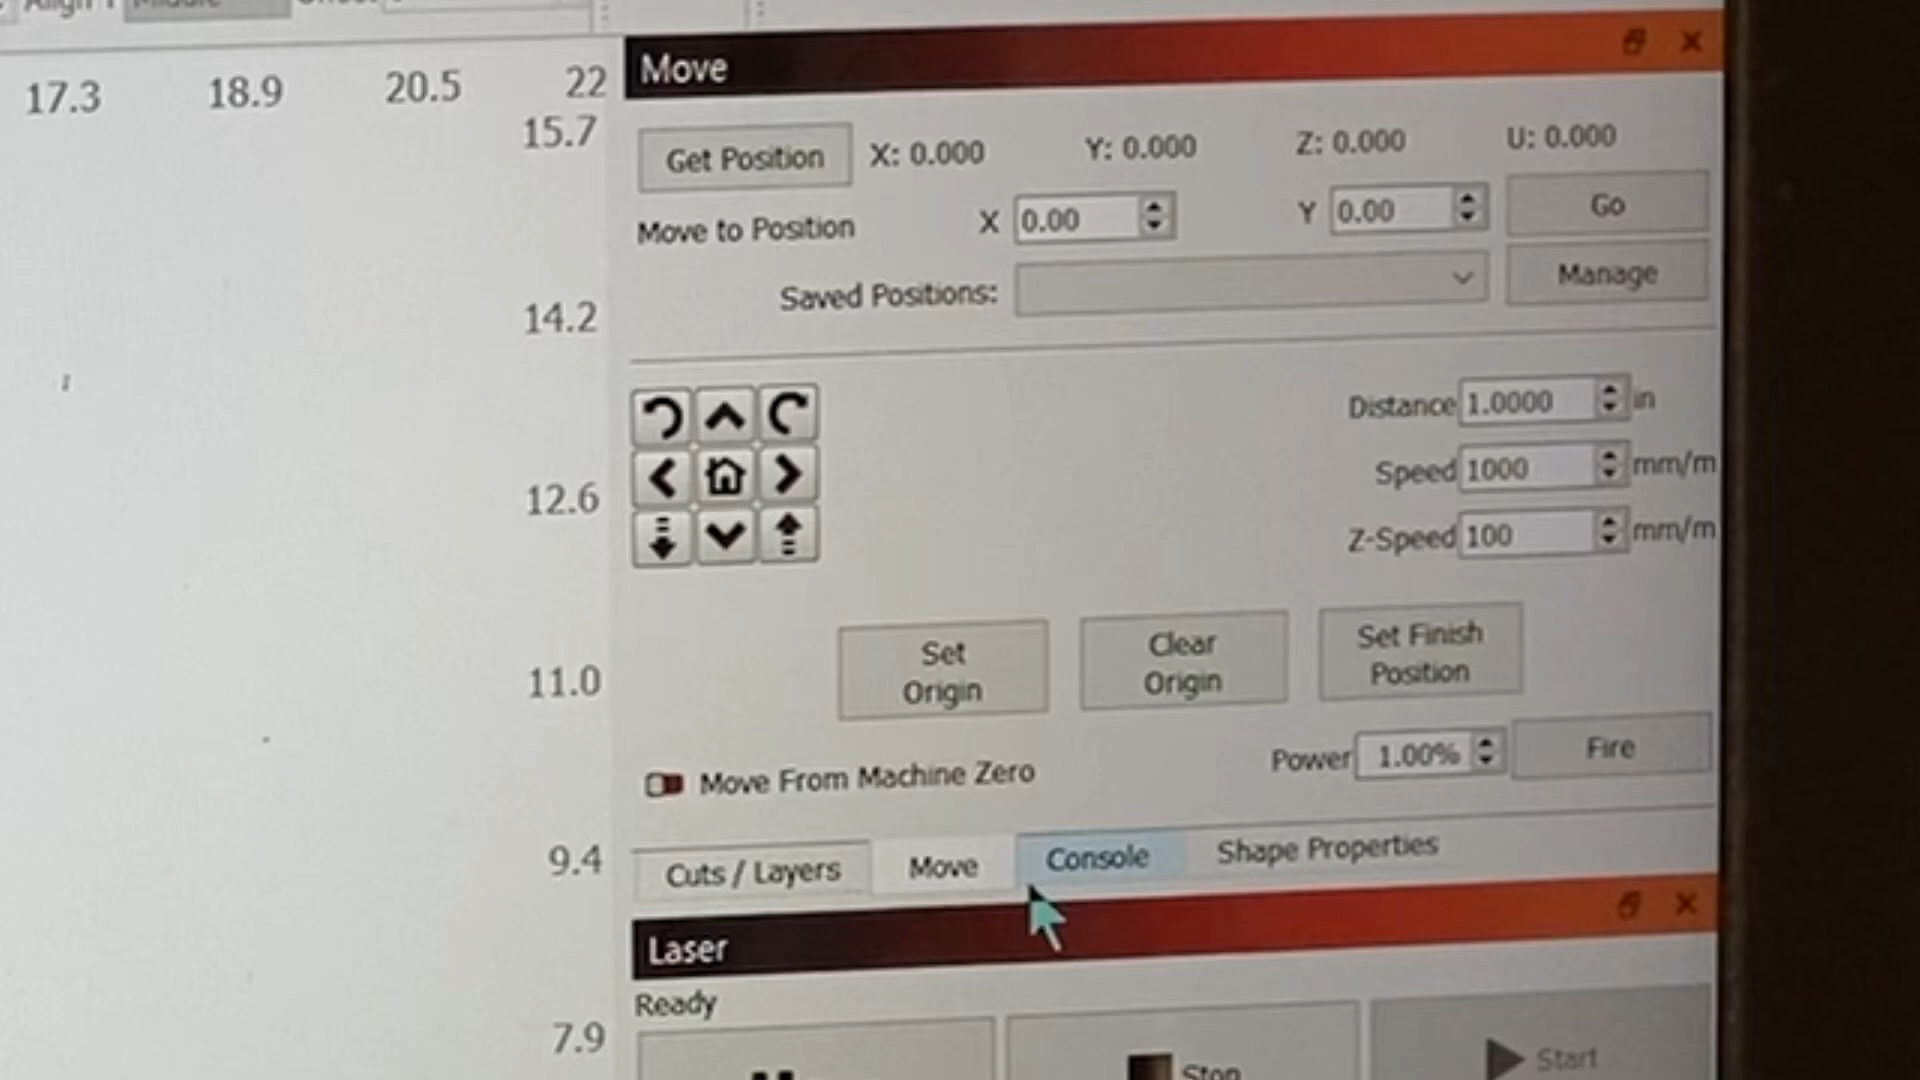 Middle
17.3 18.9 20.5 22
15.7
14.2
12.6
11.0
9.4
7.9
Move
Get Position X: 0.000 Y: 0.000 Z: 0.000 U: 0.000
Move to Position X 0.00 Y 0.00 Go
Saved Positions: Manage
Distance 1.0000 in
Speed 1000 mm/m
Z-Speed 100 mm/m
Set
Origin
Clear
Origin
Set Finish
Position
Move From Machine Zero Power 1.00% Fire
Cuts / Layers Move Console Shape Properties
Laser
Ready
Stop Start